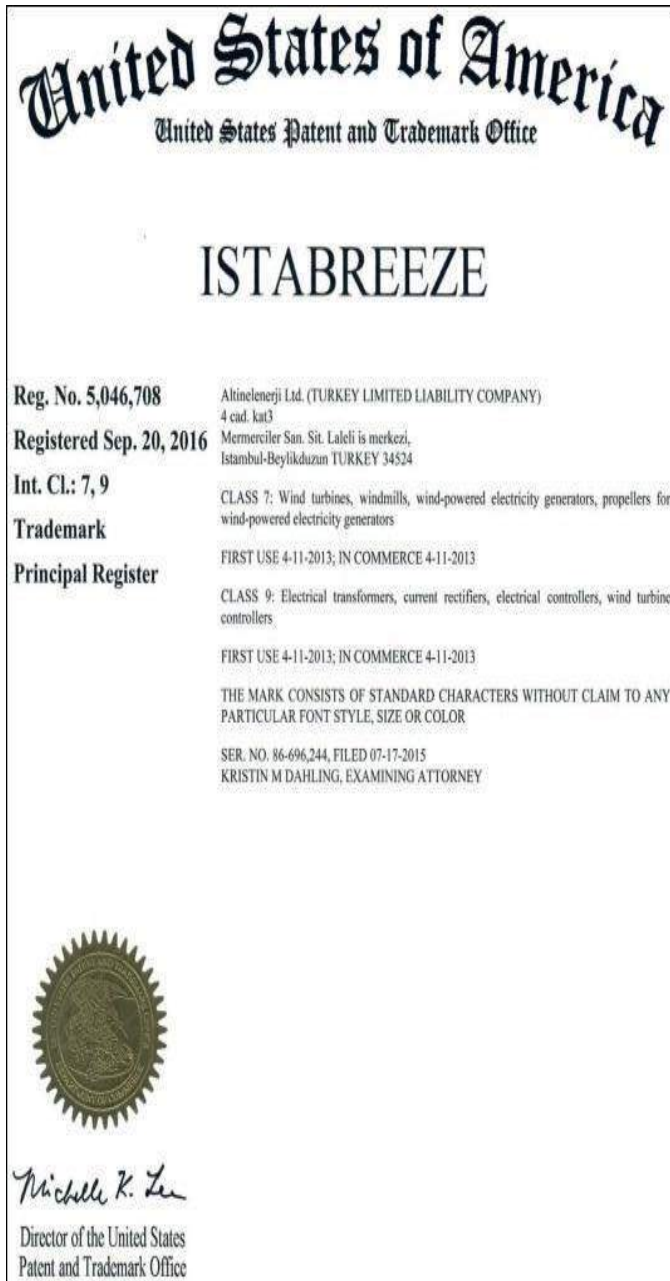 United States of America
United States Patent and Trademark Office
ISTABREEZE
Reg. No. 5,046,708
Registered Sep. 20, 2016
Int. Cl.: 7, 9
Trademark
Principal Register
Altinelenerji Ltd. (TURKEY LIMITED LIABILITY COMPANY)
4 cad. kat3
Mermerciler San. Sit. Laleli is merkezi,
Istambul-Beylikduzun TURKEY 34524
CLASS 7: Wind turbines, windmills, wind-powered electricity generators, propellers for
wind-powered electricity generators
FIRST USE 4-11-2013; IN COMMERCE 4-11-2013
CLASS 9: Electrical transformers, current rectifiers, electrical controllers, wind turbine
controllers
FIRST USE 4-11-2013; IN COMMERCE 4-11-2013
THE MARK CONSISTS OF STANDARD CHARACTERS WITHOUT CLAIM TO ANY
PARTICULAR FONT STYLE, SIZE OR COLOR
SER. NO. 86-696,244, FILED 07-17-2015
KRISTIN M DAHLING, EXAMINING ATTORNEY
Michelle K. Lee
Director of the United States
Patent and Trademark Office